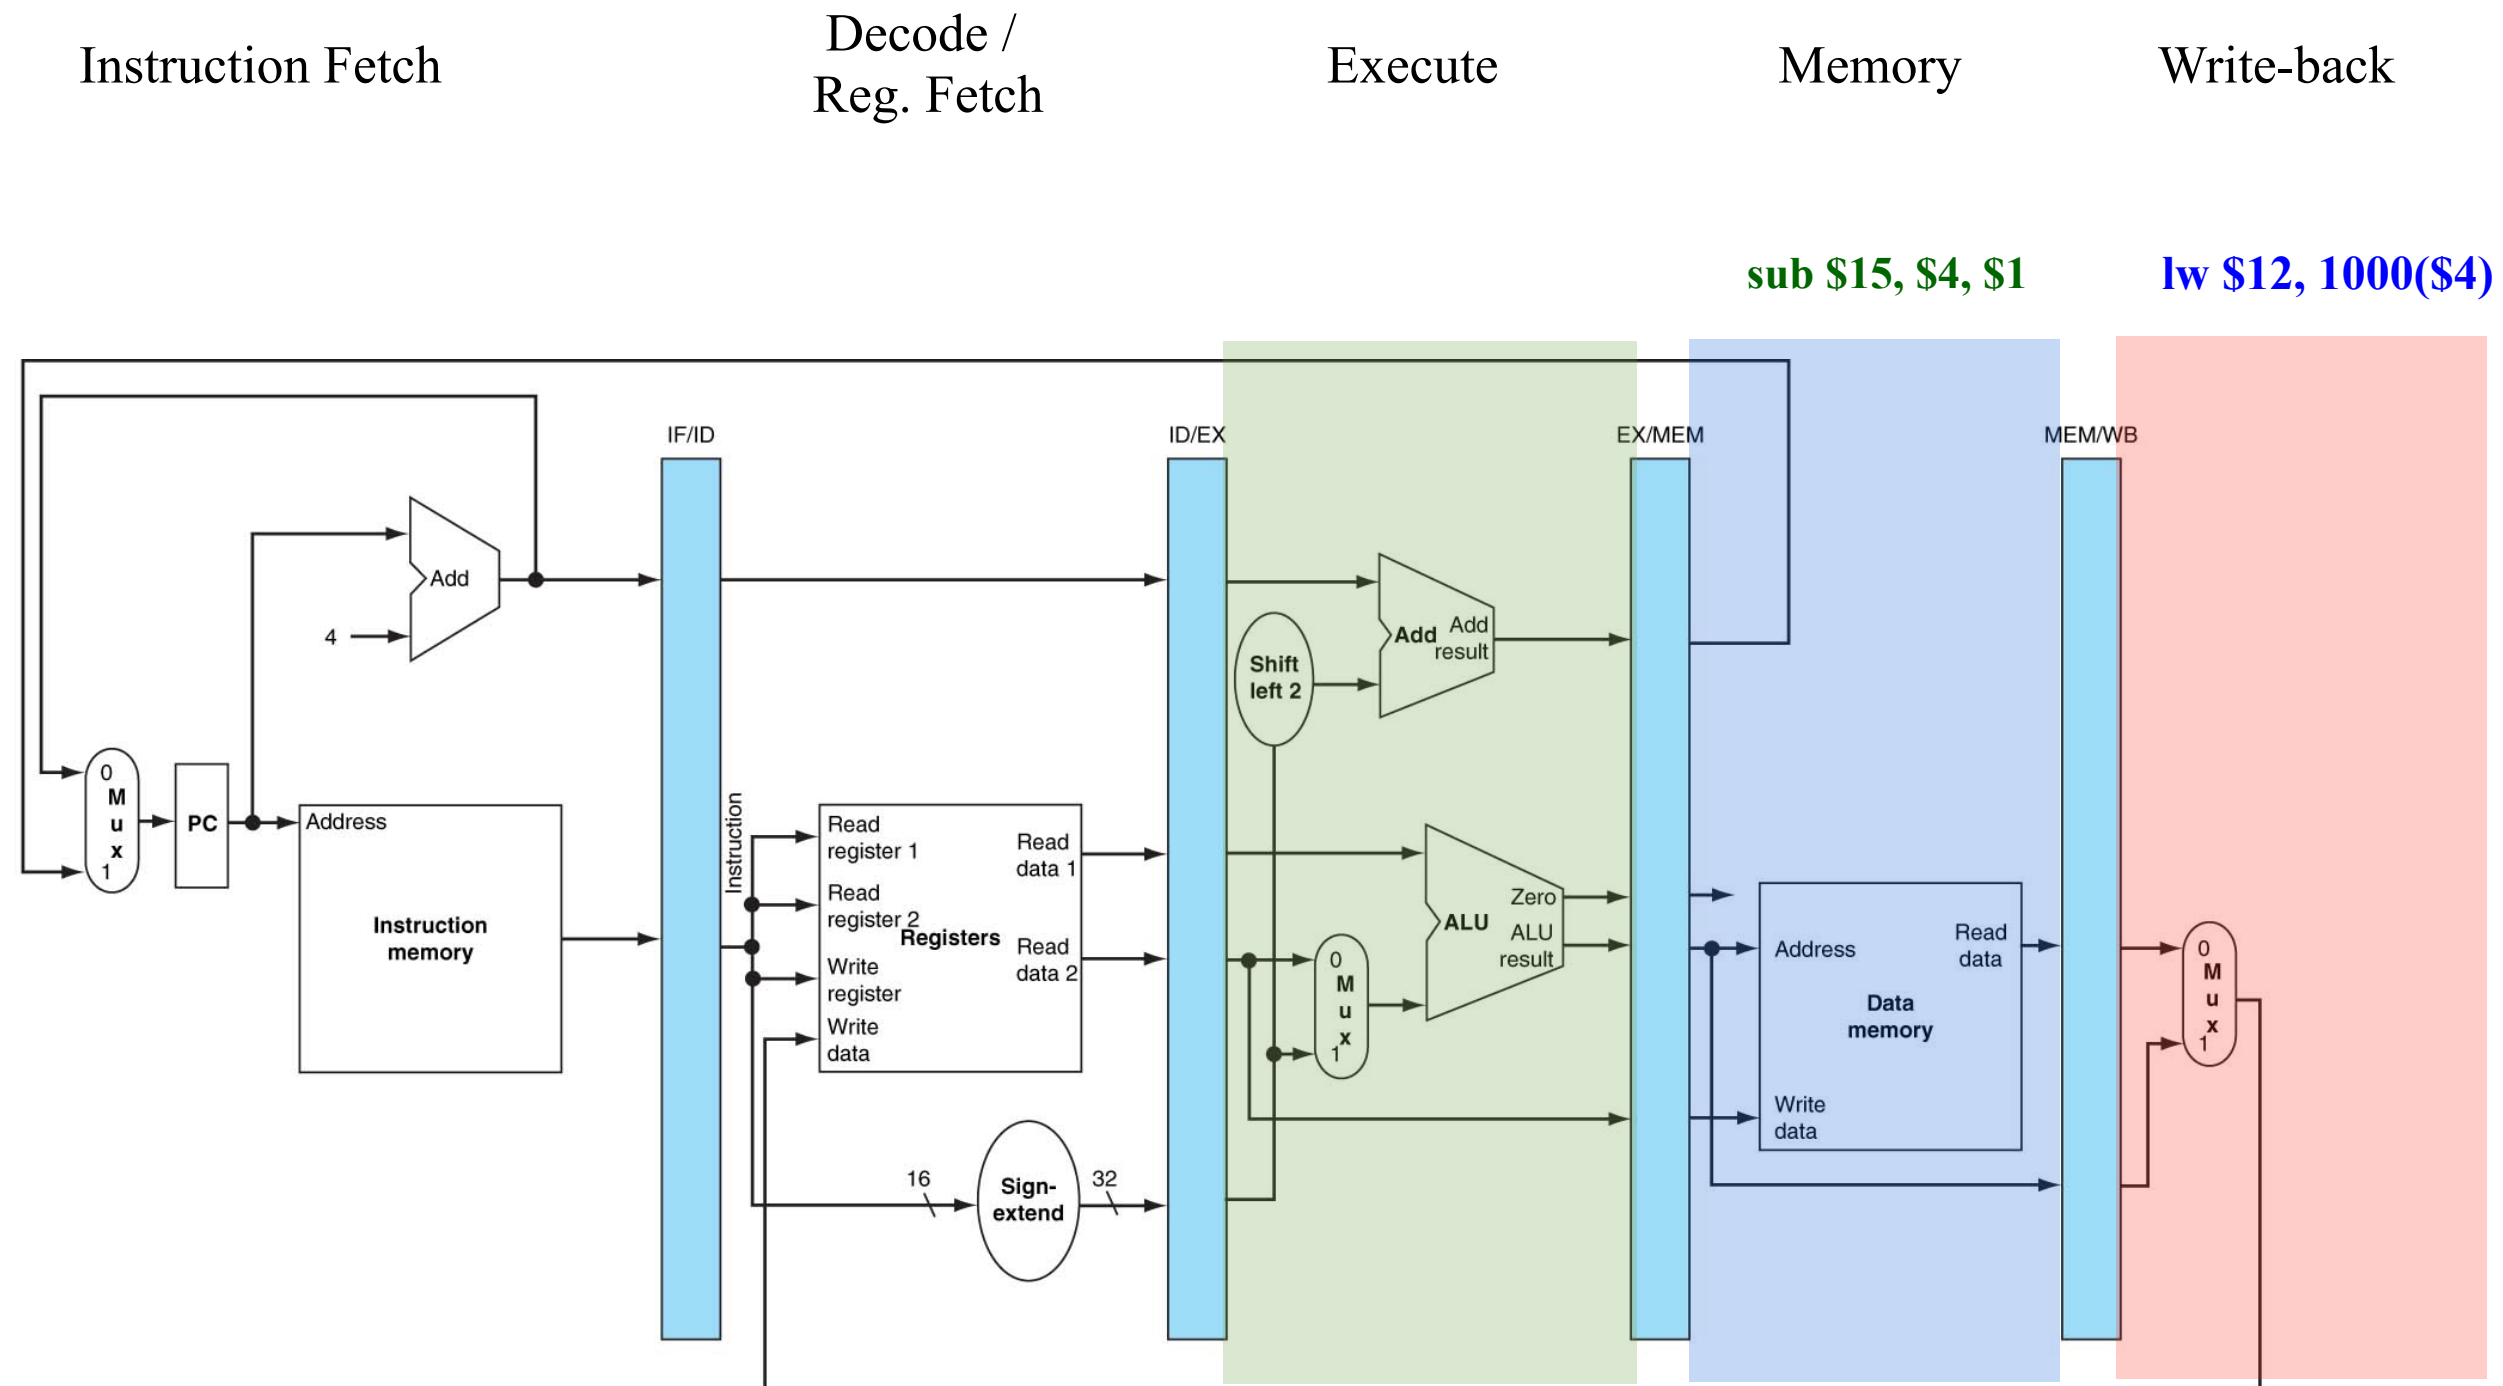 Instruction Fetch
Decode /
Reg. Fetch
Execute
Memory
Write-back
sub $15, $4, $1
lw $12, 1000($4)
IF/ID
ID/EX
EX/MEM
MEM/WB
Add
4
Shift
left 2
Add
Add
result
0
M
u
x
1
PC
Address
Instruction
memory
Instruction
Read
register 1
Read
register 2
Write
register
Write
data
Registers
Read
data 1
Read
data 2
16
Sign-
extend
32
0
M
u
x
1
ALU
Zero
ALU
result
Address
Read
data
Data
memory
Write
data
0
M
u
x
1